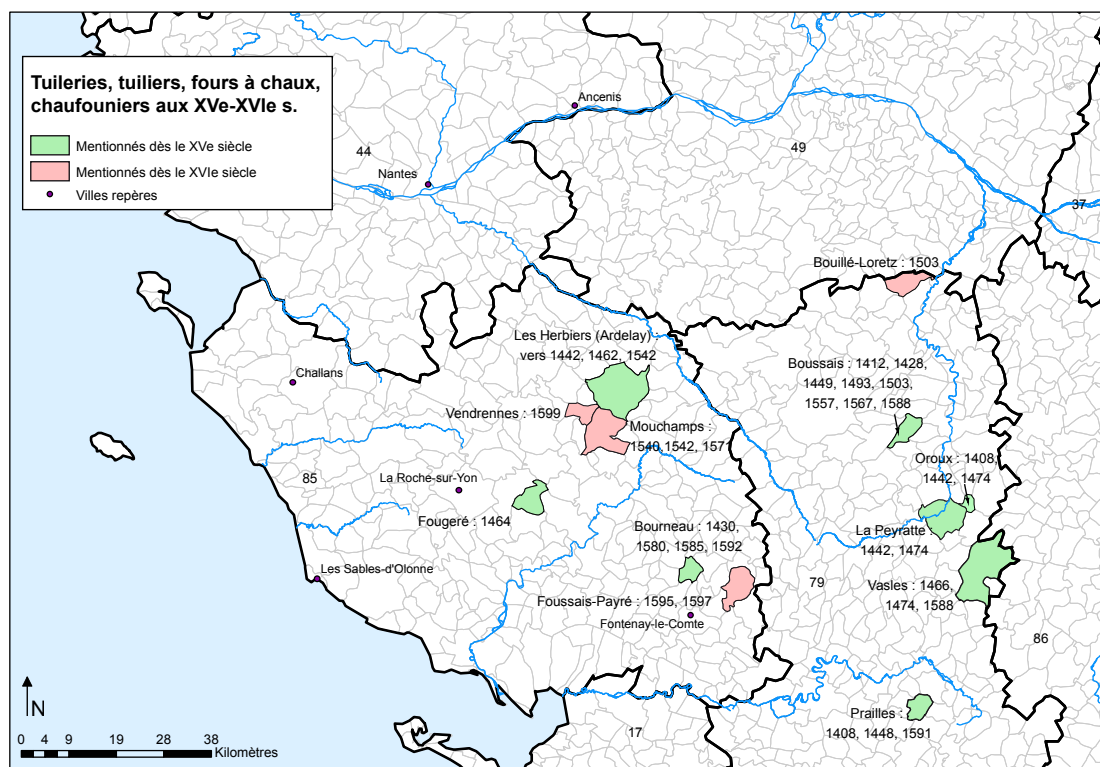 Tuileries, tuiliers, fours à chaux,
chaufouniers aux XVe-XVIe s.
Mentionnés dès le XVe siècle
Mentionnés dès le XVIe siècle
Villes repères
Ancenis
44
49
Nantes
37
Bouillé-Loretz : 1503
Les Herbiers (Ardelay) :
vers 1442, 1462, 1542
Challans
Boussais : 1412, 1428,
1449, 1493, 1503,
1557, 1567, 1588
Vendrennes : 1599
Mouchamps :
1540, 1542, 1571
Oroux : 1408,
1442, 1474
85
La Roche-sur-Yon
Fougeré : 1464
Bourneau : 1430,
1580, 1585, 1592
La Peyratte
1442, 1474
Les Sables-d'Olonne
79
Vasles : 1466,
1474, 1588
Foussais-Payré : 1595, 1597
Fontenay-le-Comte
86
N
Prailles :
1408, 1448, 1591
17
0 4 9 19 28 38
Kilomètres